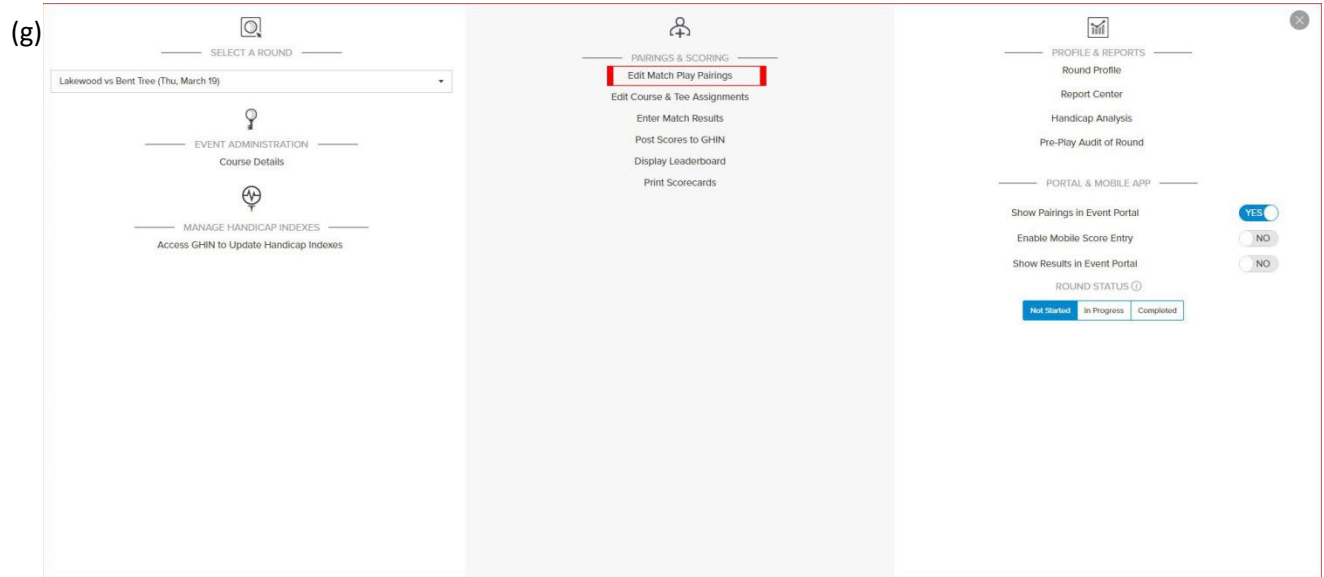 (g)
SELECT A ROUND
Lakewood vs Bent Tree (Thu, March 19)
EVENT ADMINISTRATION
Course Details
MANAGE HANDICAP INDEXES
Access GHIN to Update Handicap Indexes
PAIRINGS & SCORING
Edit Match Play Pairings
Edit Course & Tee Assignments
Enter Match Results
Post Scores to GHIN
Display Leaderboard
Print Scorecards
PROFILE & REPORTS
Round Profile
Report Center
Handicap Analysis
Pre-Play Audit of Round
PORTAL & MOBILE APP
Show Pairings in Event Portal YES
Enable Mobile Score Entry NO
Show Results in Event Portal NO
ROUND STATUS
Not Started In Progress Completed